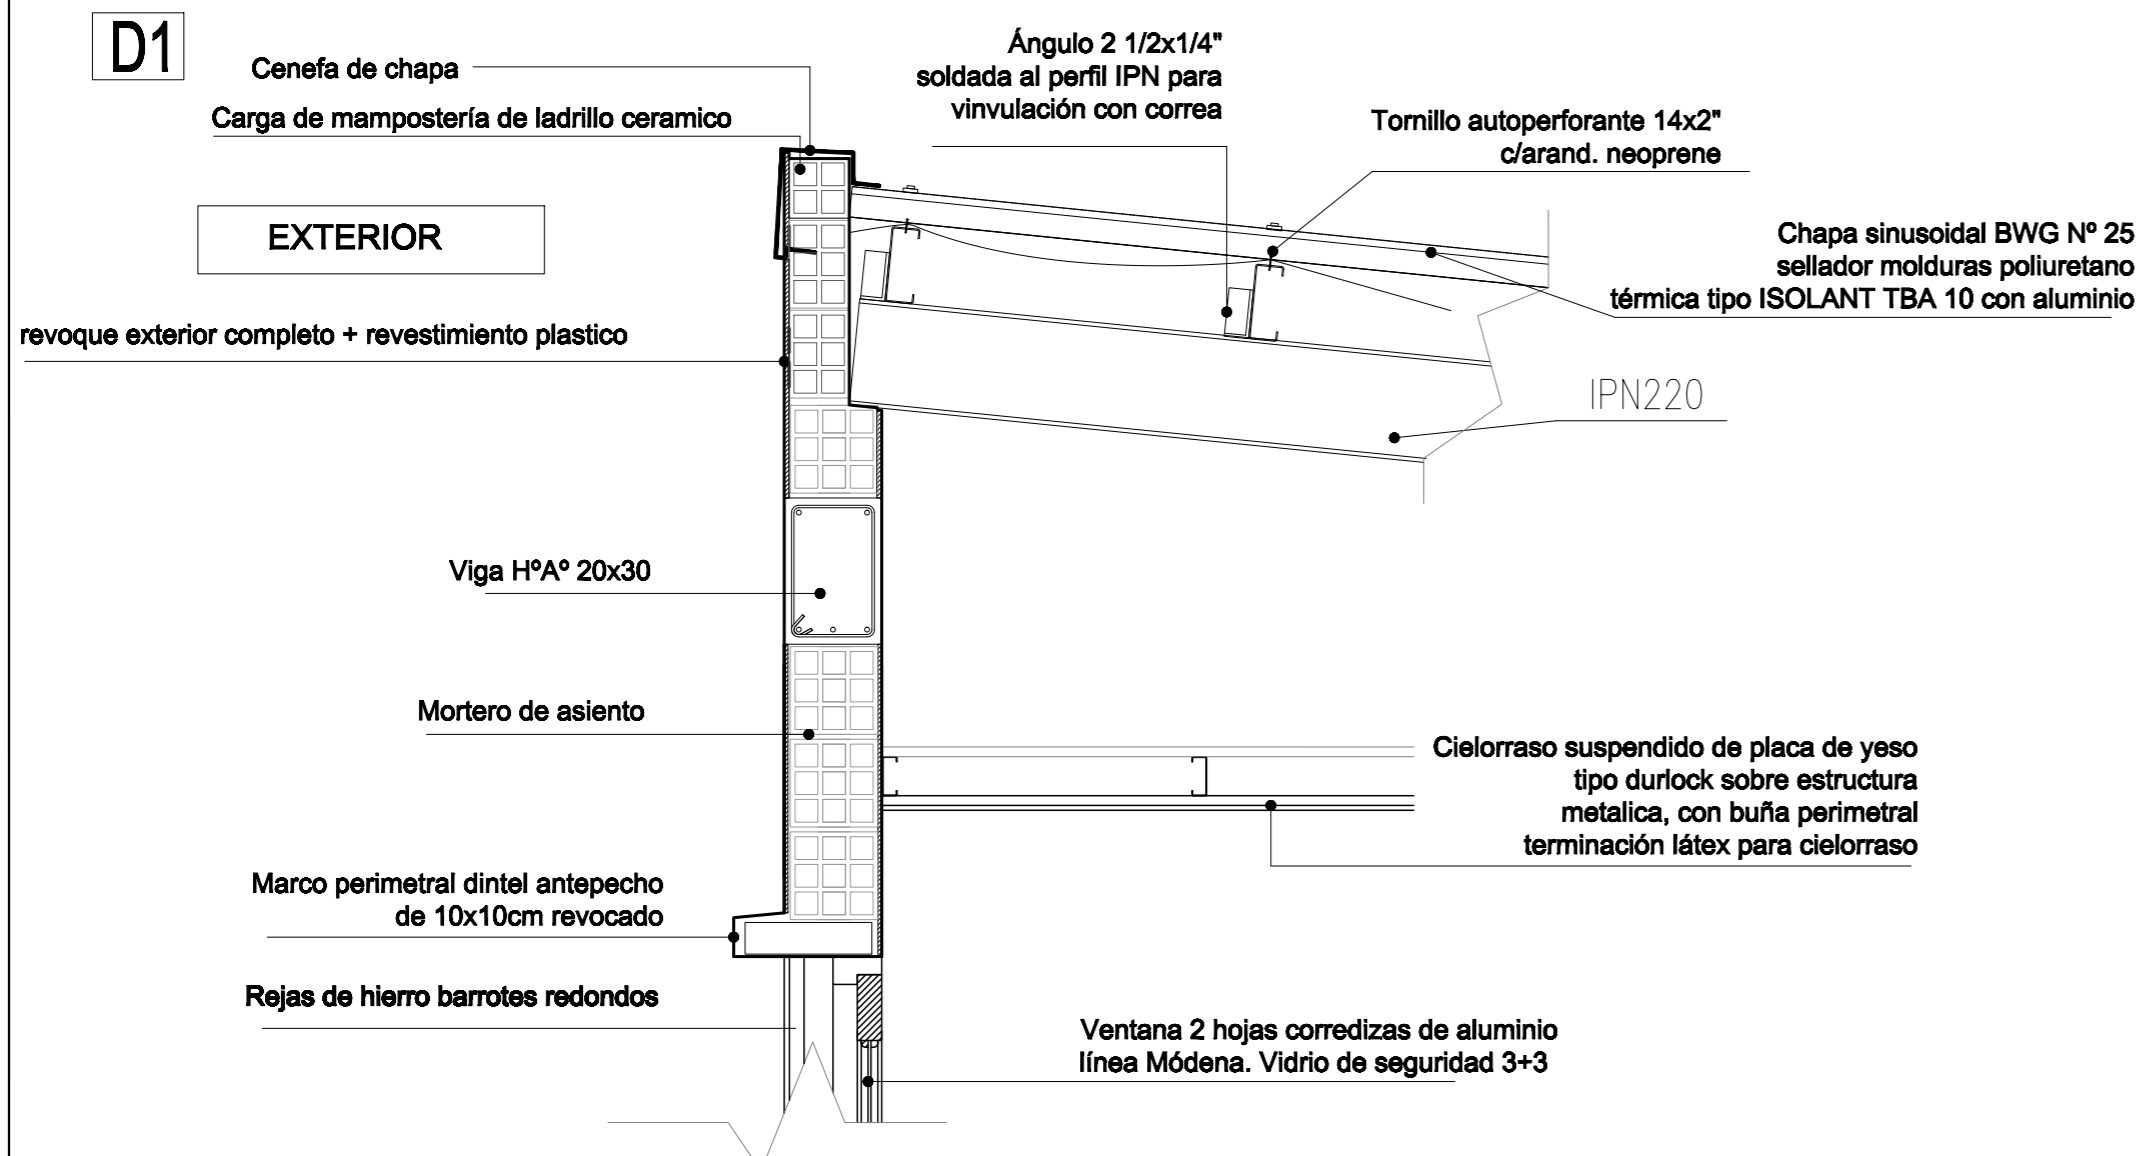 D1
Cenefa de chapa
Carga de mampostería de ladrillo ceramico
EXTERIOR
revoque exterior completo + revestimiento plastico
Ángulo 2 1/2x1/4"
soldada al perfil IPN para
vinvulación con correa
Tornillo autoperforante 14x2"
c/arand. neoprene
Chapa sinusoidal BWG Nº 25
sellador molduras poliuretano
térmica tipo ISOLANT TBA 10 con aluminio
IPN220
Viga HºAº 20x30
Mortero de asiento
Cielorraso suspendido de placa de yeso
tipo durlock sobre estructura
metalica, con buña perimetral
terminación látex para cielorraso
Marco perimetral dintel antepecho
de 10x10cm revocado
Rejas de hierro barrotes redondos
Ventana 2 hojas corredizas de aluminio
línea Módena. Vidrio de seguridad 3+3